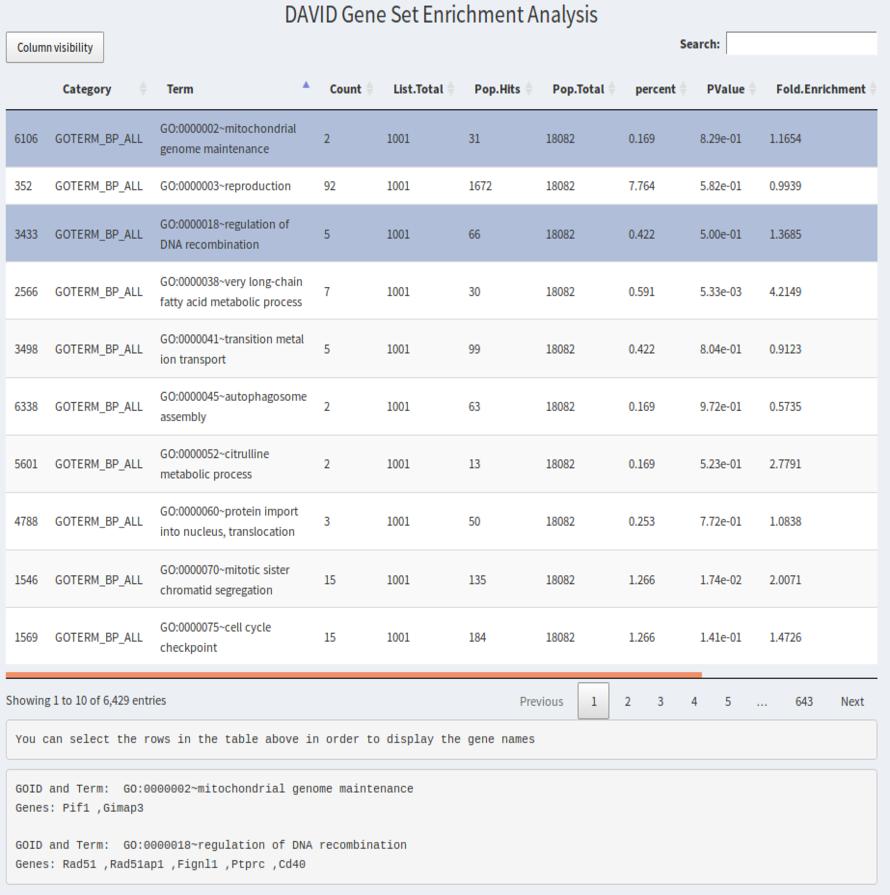 DAVID Gene Set Enrichment Analysis
Column visibility
Search:
Category Term Count List.Total Pop.Hits Pop.Total percent PValue Fold.Enrichment
6106 GOTERM_BP_ALL GO:0000002~mitochondrial genome maintenance 2 1001 31 18082 0.169 8.29e-01 1.1654
352 GOTERM_BP_ALL GO:0000003~reproduction 92 1001 1672 18082 7.764 5.82e-01 0.9939
3433 GOTERM_BP_ALL GO:0000018~regulation of DNA recombination 5 1001 66 18082 0.422 5.00e-01 1.3685
2566 GOTERM_BP_ALL GO:0000038~very long-chain fatty acid metabolic process 7 1001 30 18082 0.591 5.33e-03 4.2149
3498 GOTERM_BP_ALL GO:0000041~transition metal ion transport 5 1001 99 18082 0.422 8.04e-01 0.9123
6338 GOTERM_BP_ALL GO:0000045~autophagosome assembly 2 1001 63 18082 0.169 9.72e-01 0.5735
5601 GOTERM_BP_ALL GO:0000052~citrulline metabolic process 2 1001 13 18082 0.169 5.23e-01 2.7791
4788 GOTERM_BP_ALL GO:0000060~protein import into nucleus, translocation 3 1001 50 18082 0.253 7.72e-01 1.0838
1546 GOTERM_BP_ALL GO:0000070~mitotic sister chromatid segregation 15 1001 135 18082 1.266 1.74e-02 2.0071
1569 GOTERM_BP_ALL GO:0000075~cell cycle checkpoint 15 1001 184 18082 1.266 1.41e-01 1.4726
Showing 1 to 10 of 6,429 entries
Previous 1 2 3 4 5 ... 643 Next
You can select the rows in the table above in order to display the gene names
GOID and Term:  GO:0000002~mitochondrial genome maintenance
Genes: Pif1 ,Gimap3
GOID and Term:  GO:0000018~regulation of DNA recombination
Genes: Rad51 ,Rad51ap1 ,Fignl1 ,Ptprc ,Cd40